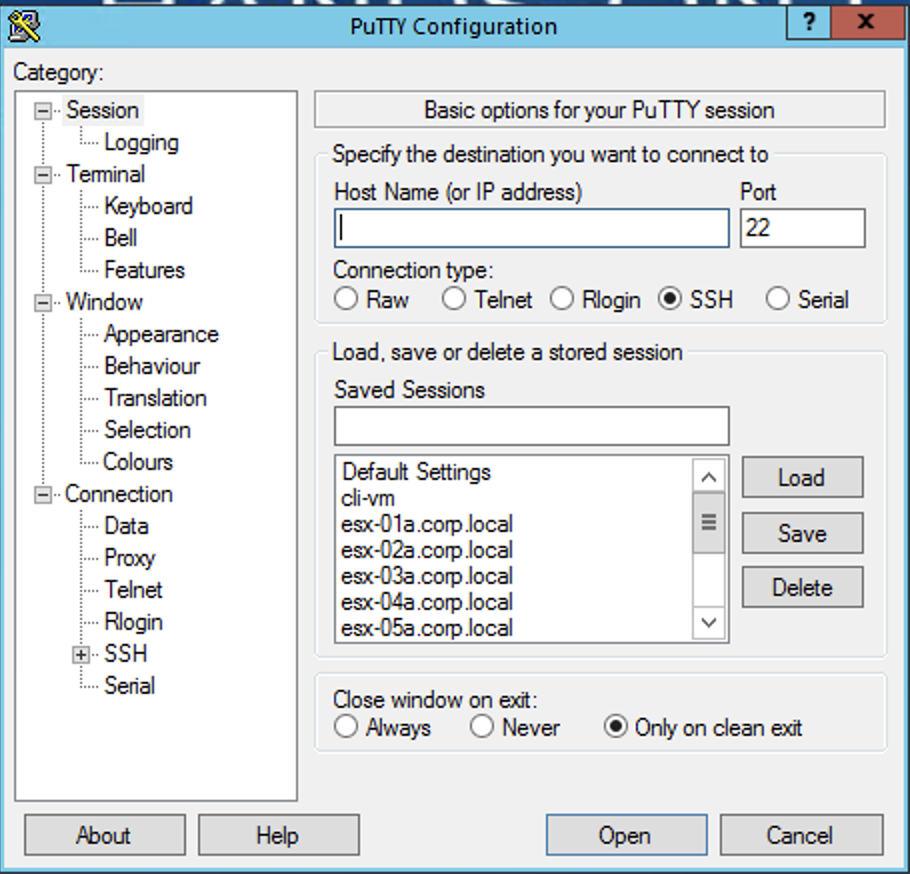 PuTTY Configuration
?
X
Category:
Session
Logging
Terminal
Keyboard
Bell
Features
Window
Appearance
Behaviour
Translation
Selection
Colours
Connection
Data
Proxy
Telnet
Rlogin
SSH
Serial
Basic options for your PuTTY session
Specify the destination you want to connect to
Host Name (or IP address) Port
22
Connection type:
Raw Telnet Rlogin SSH Serial
Load, save or delete a stored session
Saved Sessions
Default Settings
cli-vm
esx-01a.corp.local
esx-02a.corp.local
esx-03a.corp.local
esx-04a.corp.local
esx-05a.corp.local
Load
Save
Delete
Close window on exit:
Always Never Only on clean exit
About Help Open Cancel